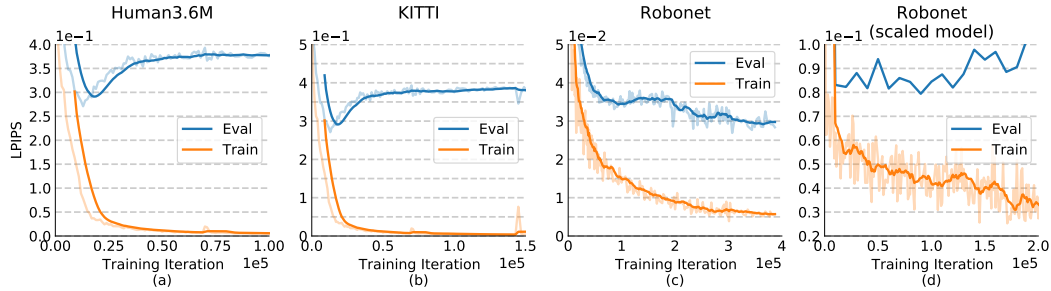 Human3.6M
1e−1
4.0
3.5
3.0
2.5
2.0
1.5
1.0
0.5
0
LPIPS
Eval
Train
0.0 0.25 0.50 0.75 1.00
Training Iteration 1e5
(a)
KITTI
1e−1
5
4
3
2
1
0
Eval
Train
0.0 0.5 1.0 1.5
Training Iteration 1e5
(b)
Robonet
1e−2
5
4
3
2
1
0
Eval
Train
0 1 2 3 4
Training Iteration 1e5
(c)
Robonet
(scaled model)
1e−1
1.0
0.9
0.8
0.7
0.6
0.5
0.4
0.3
0.2
Eval
Train
0.0 0.5 1.0 1.5 2.0
Training Iteration 1e5
(d)